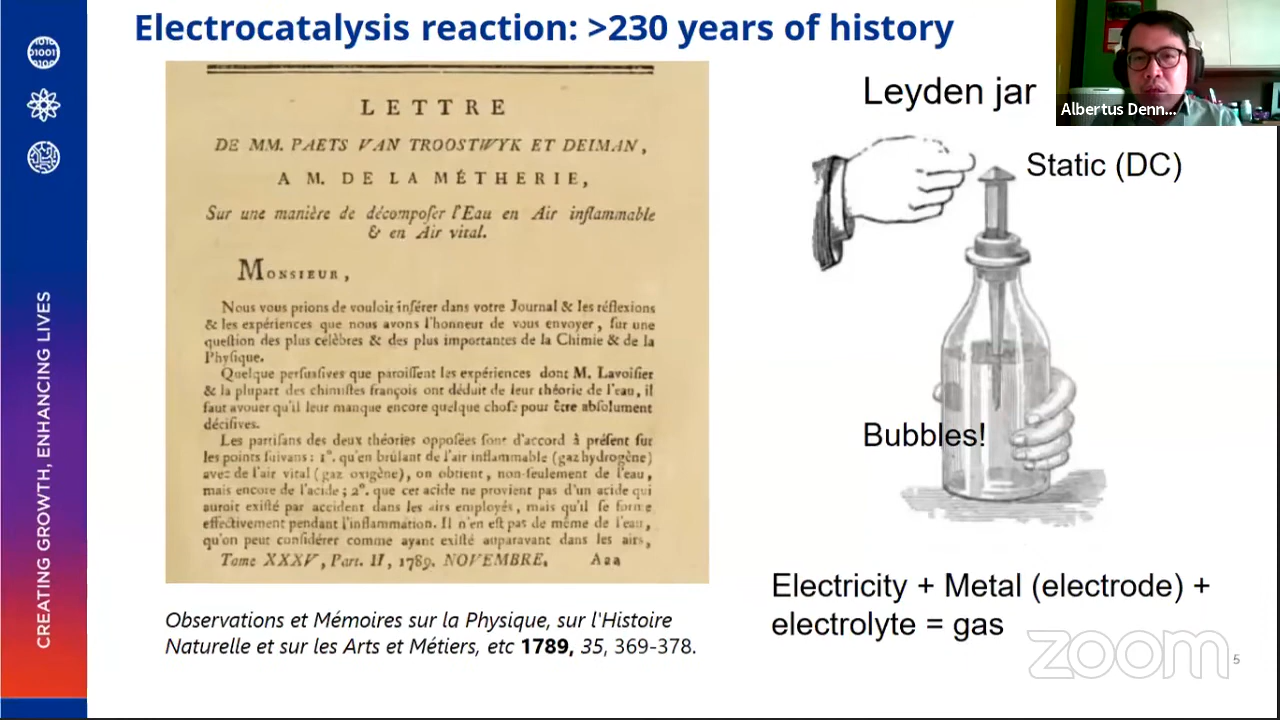 Electrocatalysis reaction: >230 years of history
CREATING GROWTH, ENHANCING LIVES
LETTRE
DE MM. PAETS VAN TROOSTWYK ET DEIMAN,
A M. DE LA MÉTHERIE,
Sur une manière de décompoſer l'Eau en Air inflammable
& en Air vital.
MONSIEUR,
Nous vous prions de vouloir inſérer dans votre Journal & les réflexions
& les expériences que nous avons l'honneur de vous envoyer, ſur une
queſtion des plus célèbres & des plus importantes de la Chimie & de la
Phyſique.
Quelque perſuaſives que paroiſſent les expériences dont M. Lavoiſier
& la plupart des chimiſtes françois ont déduit de leur théorie de l'eau, il
faut avouer qu'il leur manque encore quelque choſe pour être abſolument
déciſives.
Les partiſans des deux théories oppoſées ſont d'accord à préſent ſur
les points ſuivans : 1°. qu'en brûlant de l'air inflammable (gaz hydrogène)
avec de l'air vital (gaz oxigène), on obtient, non-ſeulement de l'eau,
mais encore de l'acide ; 2°. que cet acide ne provient pas d'un acide qui
auroit exiſté par accident dans les airs employés, mais qu'il ſe forme
effectivement pendant l'inflammation. Il n'en eſt pas de même de l'eau,
qu'on peut conſidérer comme ayant exiſté auparavant dans les airs,
Tome XXXV, Part. II, 1789. NOVEMBRE. Aaa
Observations et Mémoires sur la Physique, sur l'Histoire
Naturelle et sur les Arts et Métiers, etc 1789, 35, 369-378.
Leyden jar
Albertus Denn...
Static (DC)
Bubbles!
Electricity + Metal (electrode) +
electrolyte = gas
zoom
5